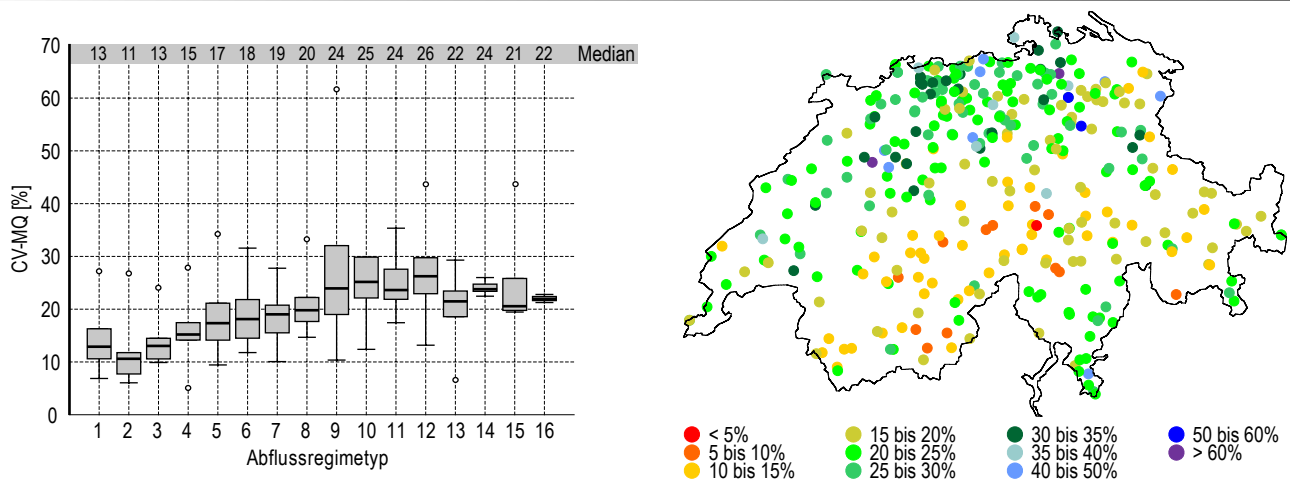 70 13 11 13 15 17 18 19 20 24 25 24 26 22 24 21 22 Median
60
50
40
30
20
10
0
CV-MQ [%]
1 2 3 4 5 6 7 8 9 10 11 12 13 14 15 16
Abflussregimetyp
< 5% 15 bis 20% 30 bis 35% 50 bis 60%
5 bis 10% 20 bis 25% 35 bis 40% > 60%
10 bis 15% 25 bis 30% 40 bis 50%